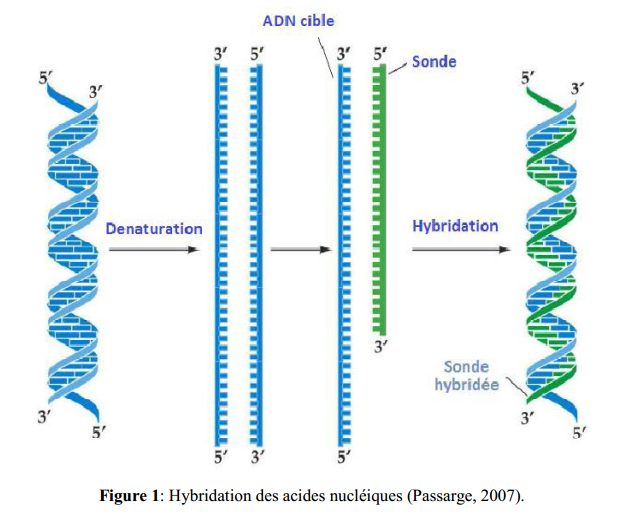 ADN cible
3′ 5′ 3′ 5′
Sonde
5′ 3′
5′ 3′
Denaturation
Hybridation
3′
Sonde
hybridée
3′ 5′
5′ 3′ 5′
3′ 5′
Figure 1: Hybridation des acides nucléiques (Passarge, 2007).